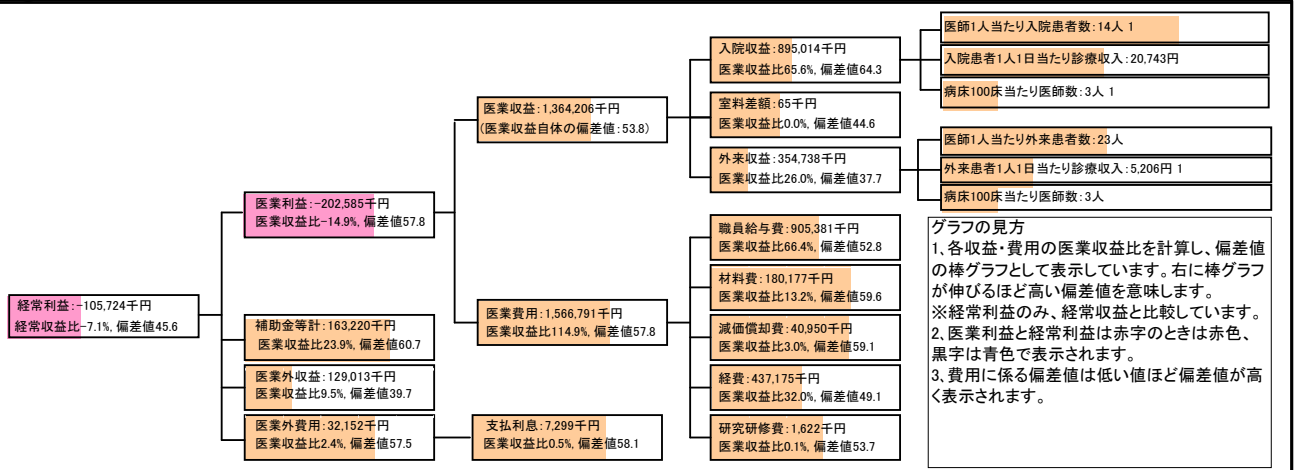 経常利益:-105,724千円
経常収益比-7.1%, 偏差値45.6
医業利益:-202,585千円
医業収益比-14.9%, 偏差値57.8
補助金等計:163,220千円
医業収益比23.9%, 偏差値60.7
医業外収益:129,013千円
医業収益比9.5%, 偏差値39.7
医業外費用:32,152千円
医業収益比2.4%, 偏差値57.5
医業収益:1,364,206千円
(医業収益自体の偏差値:53.8)
医業費用:1,566,791千円
医業収益比114.9%, 偏差値57.8
支払利息:7,299千円
医業収益比0.5%, 偏差値58.1
入院収益:895,014千円
医業収益比65.6%, 偏差値64.3
室料差額:65千円
医業収益比0.0%, 偏差値44.6
外来収益:354,738千円
医業収益比26.0%, 偏差値37.7
職員給与費:905,381千円
医業収益比66.4%, 偏差値52.8
材料費:180,177千円
医業収益比13.2%, 偏差値59.6
減価償却費:40,950千円
医業収益比3.0%, 偏差値59.1
経費:437,175千円
医業収益比32.0%, 偏差値49.1
研究研修費:1,622千円
医業収益比0.1%, 偏差値53.7
医師1人当たり入院患者数:14人 1
入院患者1人1日当たり診療収入:20,743円
病床100床当たり医師数:3人 1
医師1人当たり外来患者数:23人
外来患者1人1日当たり診療収入:5,206円 1
病床100床当たり医師数:3人
グラフの見方
1、各収益・費用の医業収益比を計算し、偏差値
の棒グラフとして表示しています。右に棒グラフ
が伸びるほど高い偏差値を意味します。
※経常利益のみ、経常収益と比較しています。
2、医業利益と経常利益は赤字のときは赤色、
黒字は青色で表示されます。
3、費用に係る偏差値は低い値ほど偏差値が高
く表示されます。